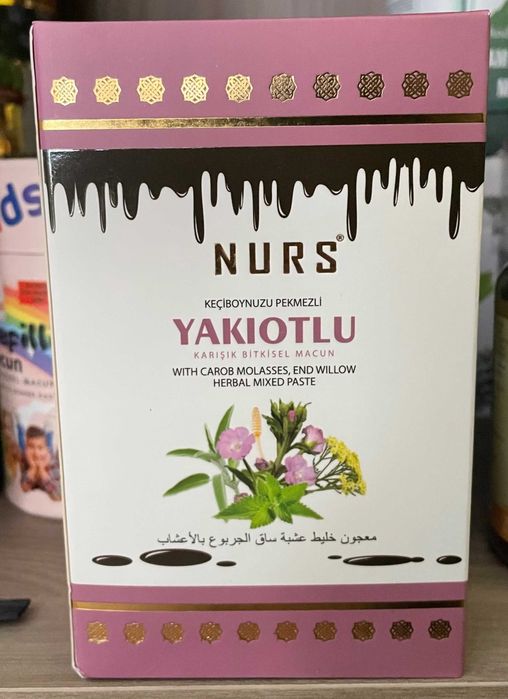 NURS®
KEÇİBOYNUZU PEKMEZLİ
YAKIOTLU
KARIŞIK BİTKİSEL MACUN
WITH CAROB MOLASSES, END WILLOW
HERBAL MIXED PASTE
معجون خليط عشبة ساق الجربوع بالأعشاب